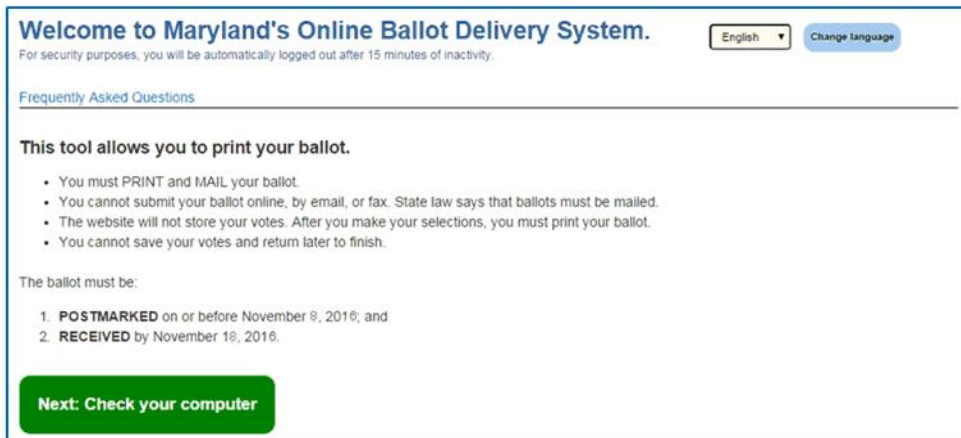 Welcome to Maryland's Online Ballot Delivery System.
English
Change language
For security purposes, you will be automatically logged out after 15 minutes of inactivity.
Frequently Asked Questions
This tool allows you to print your ballot.
• You must PRINT and MAIL your ballot.
• You cannot submit your ballot online, by email, or fax. State law says that ballots must be mailed.
• The website will not store your votes. After you make your selections, you must print your ballot.
• You cannot save your votes and return later to finish.
The ballot must be:
1. POSTMARKED on or before November 8, 2016; and
2. RECEIVED by November 18, 2016.
Next: Check your computer